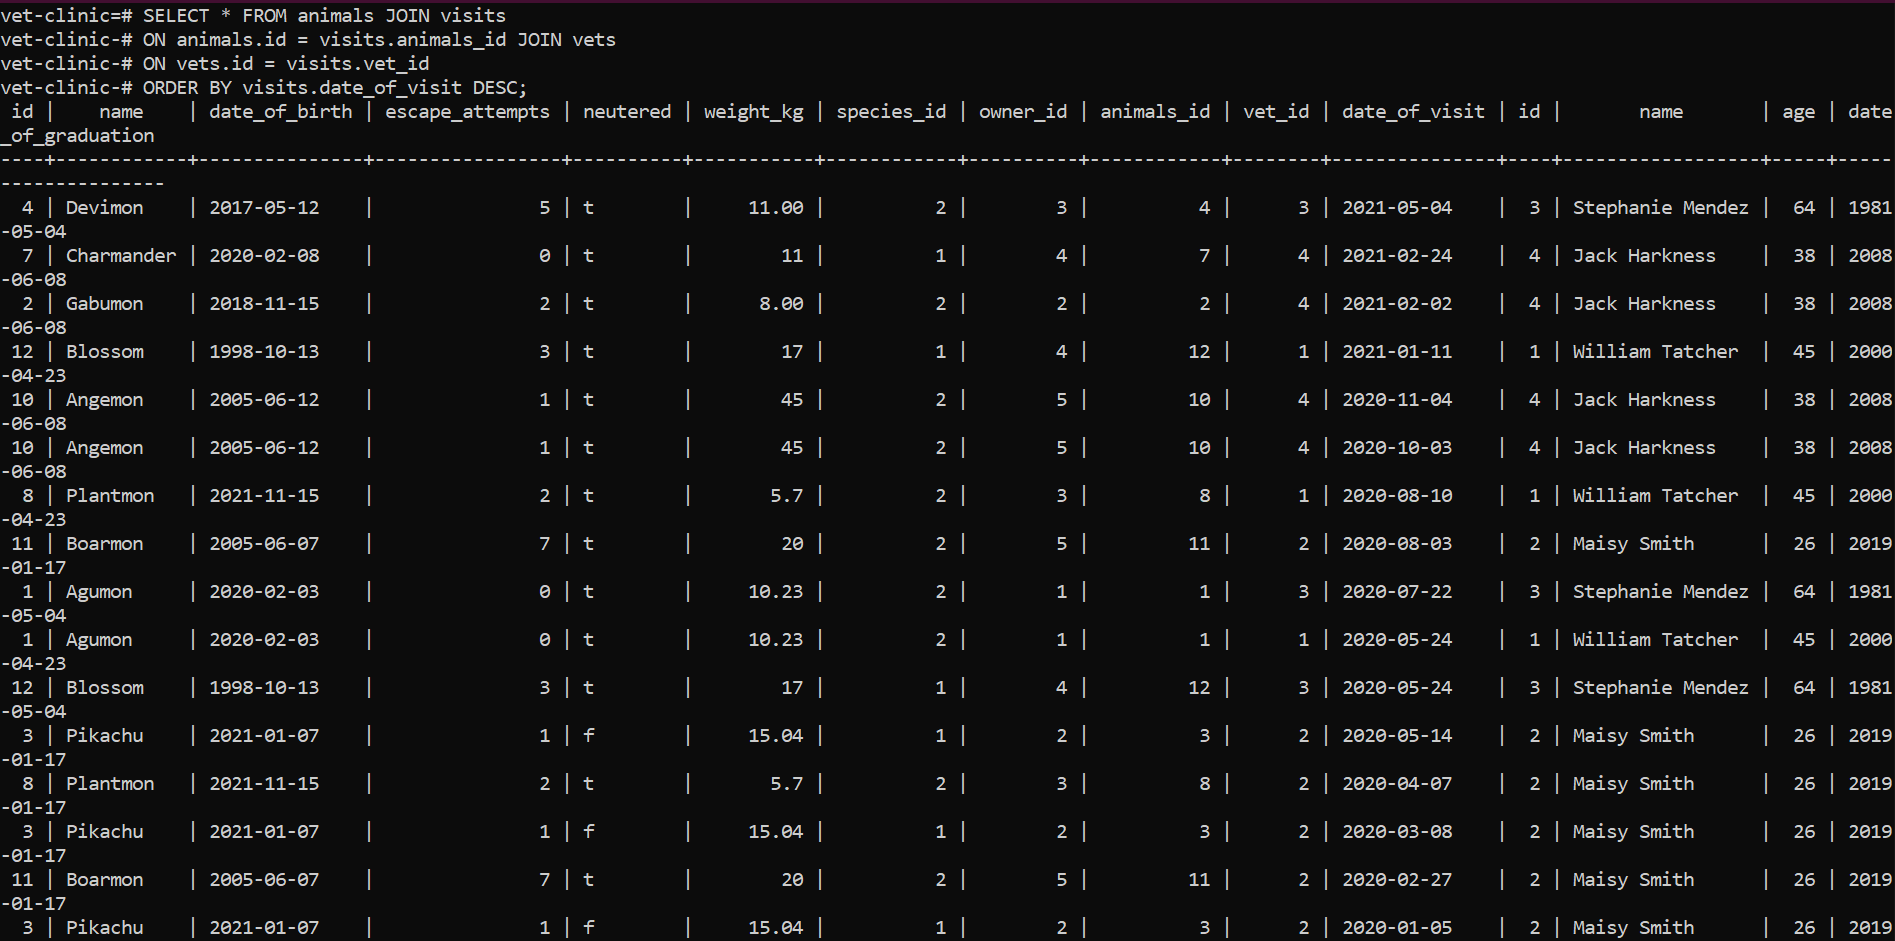 vet-clinic=# SELECT * FROM animals JOIN visits
vet-clinic-# ON animals.id = visits.animals_id JOIN vets
vet-clinic-# ON vets.id = visits.vet_id
vet-clinic-# ORDER BY visits.date_of_visit DESC;
 id |    name    | date_of_birth | escape_attempts | neutered | weight_kg | species_id | owner_id | animals_id | vet_id | date_of_visit | id |       name       | age | date
_of_graduation
----+------------+---------------+-----------------+----------+-----------+------------+----------+------------+--------+---------------+----+------------------+-----+-----
---------------
  4 | Devimon    | 2017-05-12    |               5 | t        |     11.00 |          2 |        3 |          4 |      3 | 2021-05-04    |  3 | Stephanie Mendez |  64 | 1981
-05-04
  7 | Charmander | 2020-02-08    |               0 | t        |        11 |          1 |        4 |          7 |      4 | 2021-02-24    |  4 | Jack Harkness    |  38 | 2008
-06-08
  2 | Gabumon    | 2018-11-15    |               2 | t        |      8.00 |          2 |        2 |          2 |      4 | 2021-02-02    |  4 | Jack Harkness    |  38 | 2008
-06-08
 12 | Blossom    | 1998-10-13    |               3 | t        |        17 |          1 |        4 |         12 |      1 | 2021-01-11    |  1 | William Tatcher  |  45 | 2000
-04-23
 10 | Angemon    | 2005-06-12    |               1 | t        |        45 |          2 |        5 |         10 |      4 | 2020-11-04    |  4 | Jack Harkness    |  38 | 2008
-06-08
 10 | Angemon    | 2005-06-12    |               1 | t        |        45 |          2 |        5 |         10 |      4 | 2020-10-03    |  4 | Jack Harkness    |  38 | 2008
-06-08
  8 | Plantmon   | 2021-11-15    |               2 | t        |       5.7 |          2 |        3 |          8 |      1 | 2020-08-10    |  1 | William Tatcher  |  45 | 2000
-04-23
 11 | Boarmon    | 2005-06-07    |               7 | t        |        20 |          2 |        5 |         11 |      2 | 2020-08-03    |  2 | Maisy Smith      |  26 | 2019
-01-17
  1 | Agumon     | 2020-02-03    |               0 | t        |     10.23 |          2 |        1 |          1 |      3 | 2020-07-22    |  3 | Stephanie Mendez |  64 | 1981
-05-04
  1 | Agumon     | 2020-02-03    |               0 | t        |     10.23 |          2 |        1 |          1 |      1 | 2020-05-24    |  1 | William Tatcher  |  45 | 2000
-04-23
 12 | Blossom    | 1998-10-13    |               3 | t        |        17 |          1 |        4 |         12 |      3 | 2020-05-24    |  3 | Stephanie Mendez |  64 | 1981
-05-04
  3 | Pikachu    | 2021-01-07    |               1 | f        |     15.04 |          1 |        2 |          3 |      2 | 2020-05-14    |  2 | Maisy Smith      |  26 | 2019
-01-17
  8 | Plantmon   | 2021-11-15    |               2 | t        |       5.7 |          2 |        3 |          8 |      2 | 2020-04-07    |  2 | Maisy Smith      |  26 | 2019
-01-17
  3 | Pikachu    | 2021-01-07    |               1 | f        |     15.04 |          1 |        2 |          3 |      2 | 2020-03-08    |  2 | Maisy Smith      |  26 | 2019
-01-17
 11 | Boarmon    | 2005-06-07    |               7 | t        |        20 |          2 |        5 |         11 |      2 | 2020-02-27    |  2 | Maisy Smith      |  26 | 2019
-01-17
  3 | Pikachu    | 2021-01-07    |               1 | f        |     15.04 |          1 |        2 |          3 |      2 | 2020-01-05    |  2 | Maisy Smith      |  26 | 2019